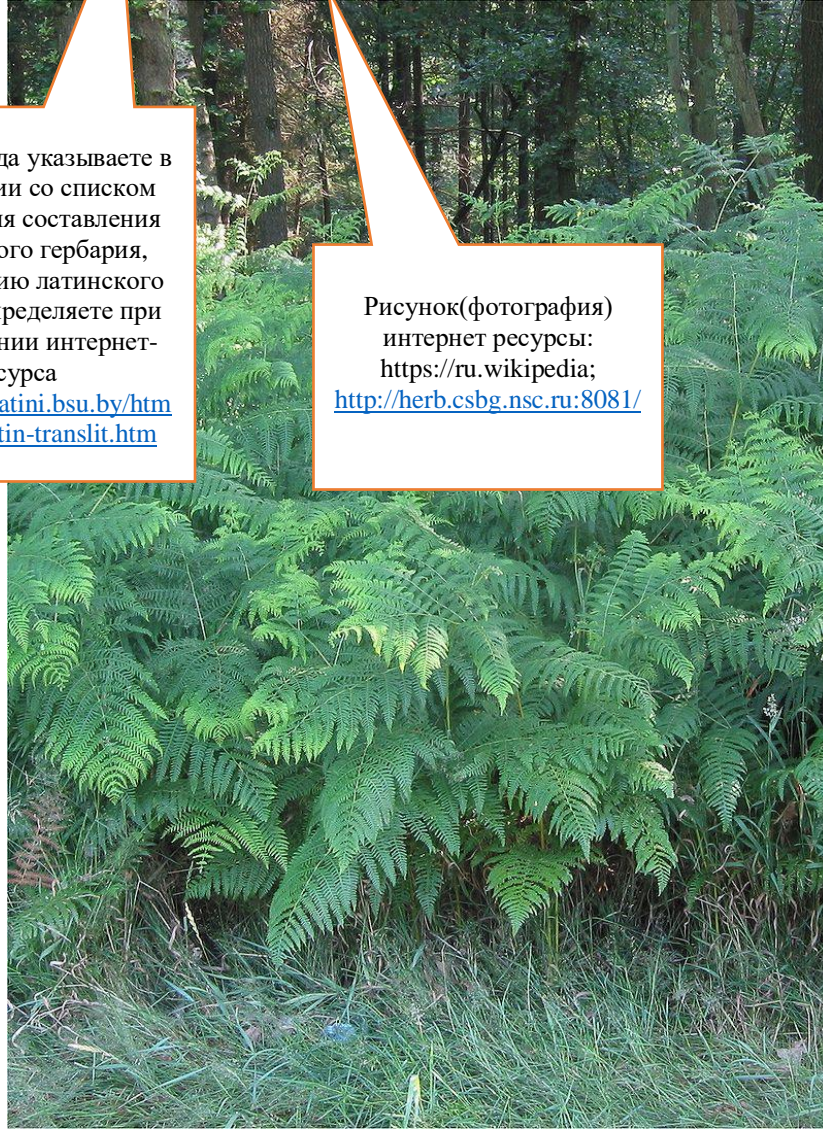 да указываете в
ии со списком
ия составления
ого гербария,
ию латинского
пределяете при
нии интернет-
сурса
atini.bsu.by/htm
tin-translit.htm
Рисунок(фотография)
интернет ресурсы:
https://ru.wikipedia;
http://herb.csbg.nsc.ru:8081/